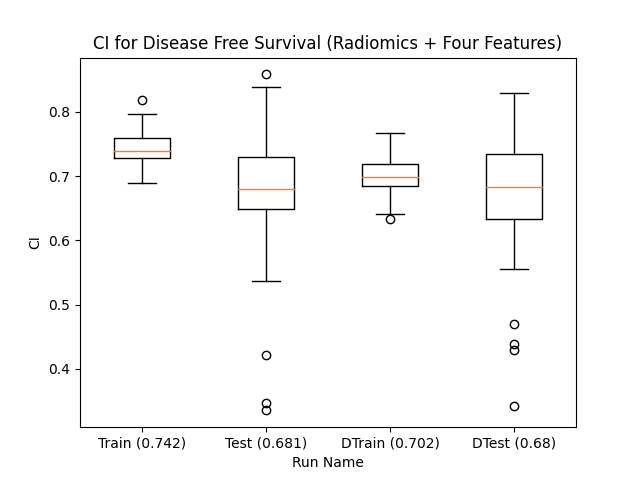 CI for Disease Free Survival (Radiomics + Four Features)
0.8
0.7
0.6
0.5
0.4
CI
Train (0.742) Test (0.681) DTrain (0.702) DTest (0.68)
Run Name